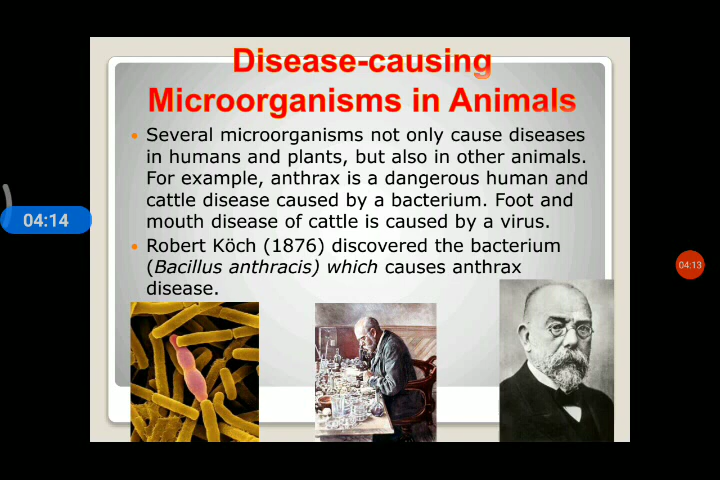 Disease-causing
Microorganisms in Animals
• Several microorganisms not only cause diseases
in humans and plants, but also in other animals.
For example, anthrax is a dangerous human and
cattle disease caused by a bacterium. Foot and
mouth disease of cattle is caused by a virus.
04:14
04:13
• Robert Köch (1876) discovered the bacterium
(Bacillus anthracis) which causes anthrax
disease.